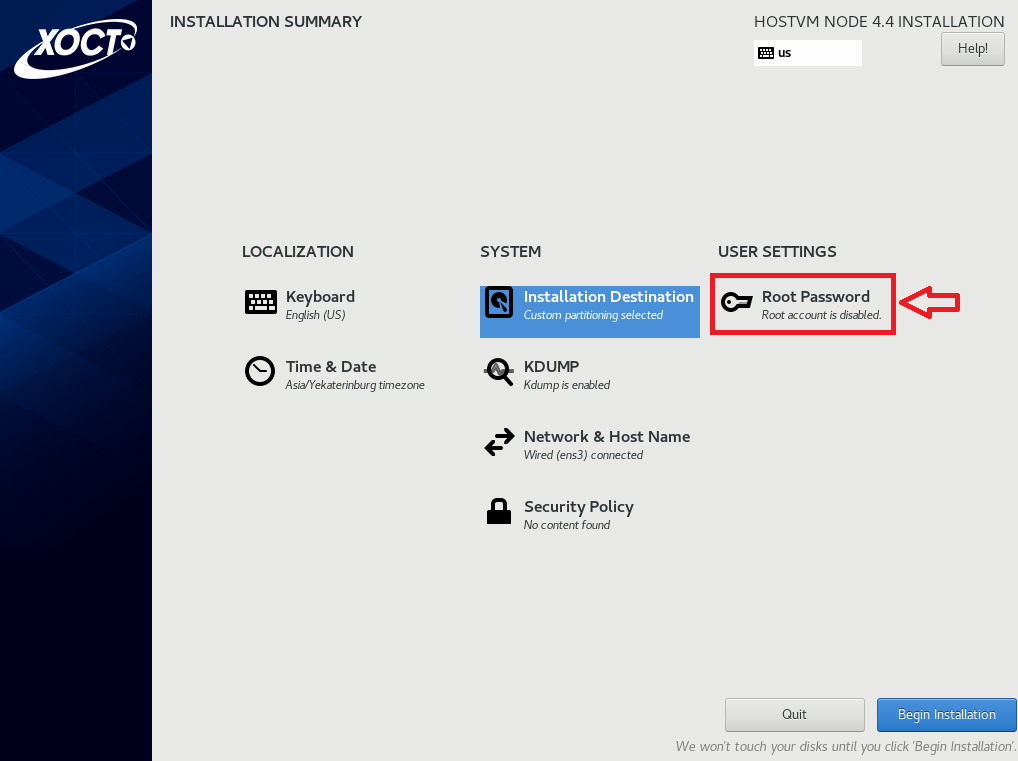 ХОСТ
INSTALLATION SUMMARY
HOSTVM NODE 4.4 INSTALLATION
us
Help!
LOCALIZATION
Keyboard
English (US)
Time & Date
Asia/Yekaterinburg timezone
SYSTEM
Installation Destination
Custom partitioning selected
KDUMP
Kdump is enabled
Network & Host Name
Wired (ens3) connected
Security Policy
No content found
USER SETTINGS
Root Password
Root account is disabled.
Quit
Begin Installation
We won't touch your disks until you click 'Begin Installation'.